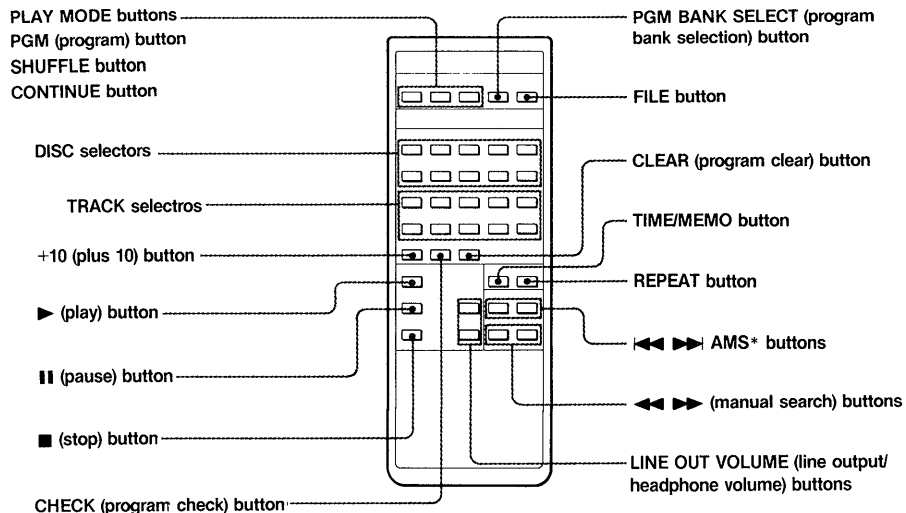 PLAY MODE buttons
PGM (program) button
SHUFFLE button
CONTINUE button
DISC selectors
TRACK selectros
+10 (plus 10) button
▶ (play) button
❚❚ (pause) button
■ (stop) button
CHECK (program check) button
PGM BANK SELECT (program
bank selection) button
FILE button
CLEAR (program clear) button
TIME/MEMO button
REPEAT button
|◀◀ ▶▶| AMS* buttons
◀◀ ▶▶ (manual search) buttons
LINE OUT VOLUME (line output/
headphone volume) buttons